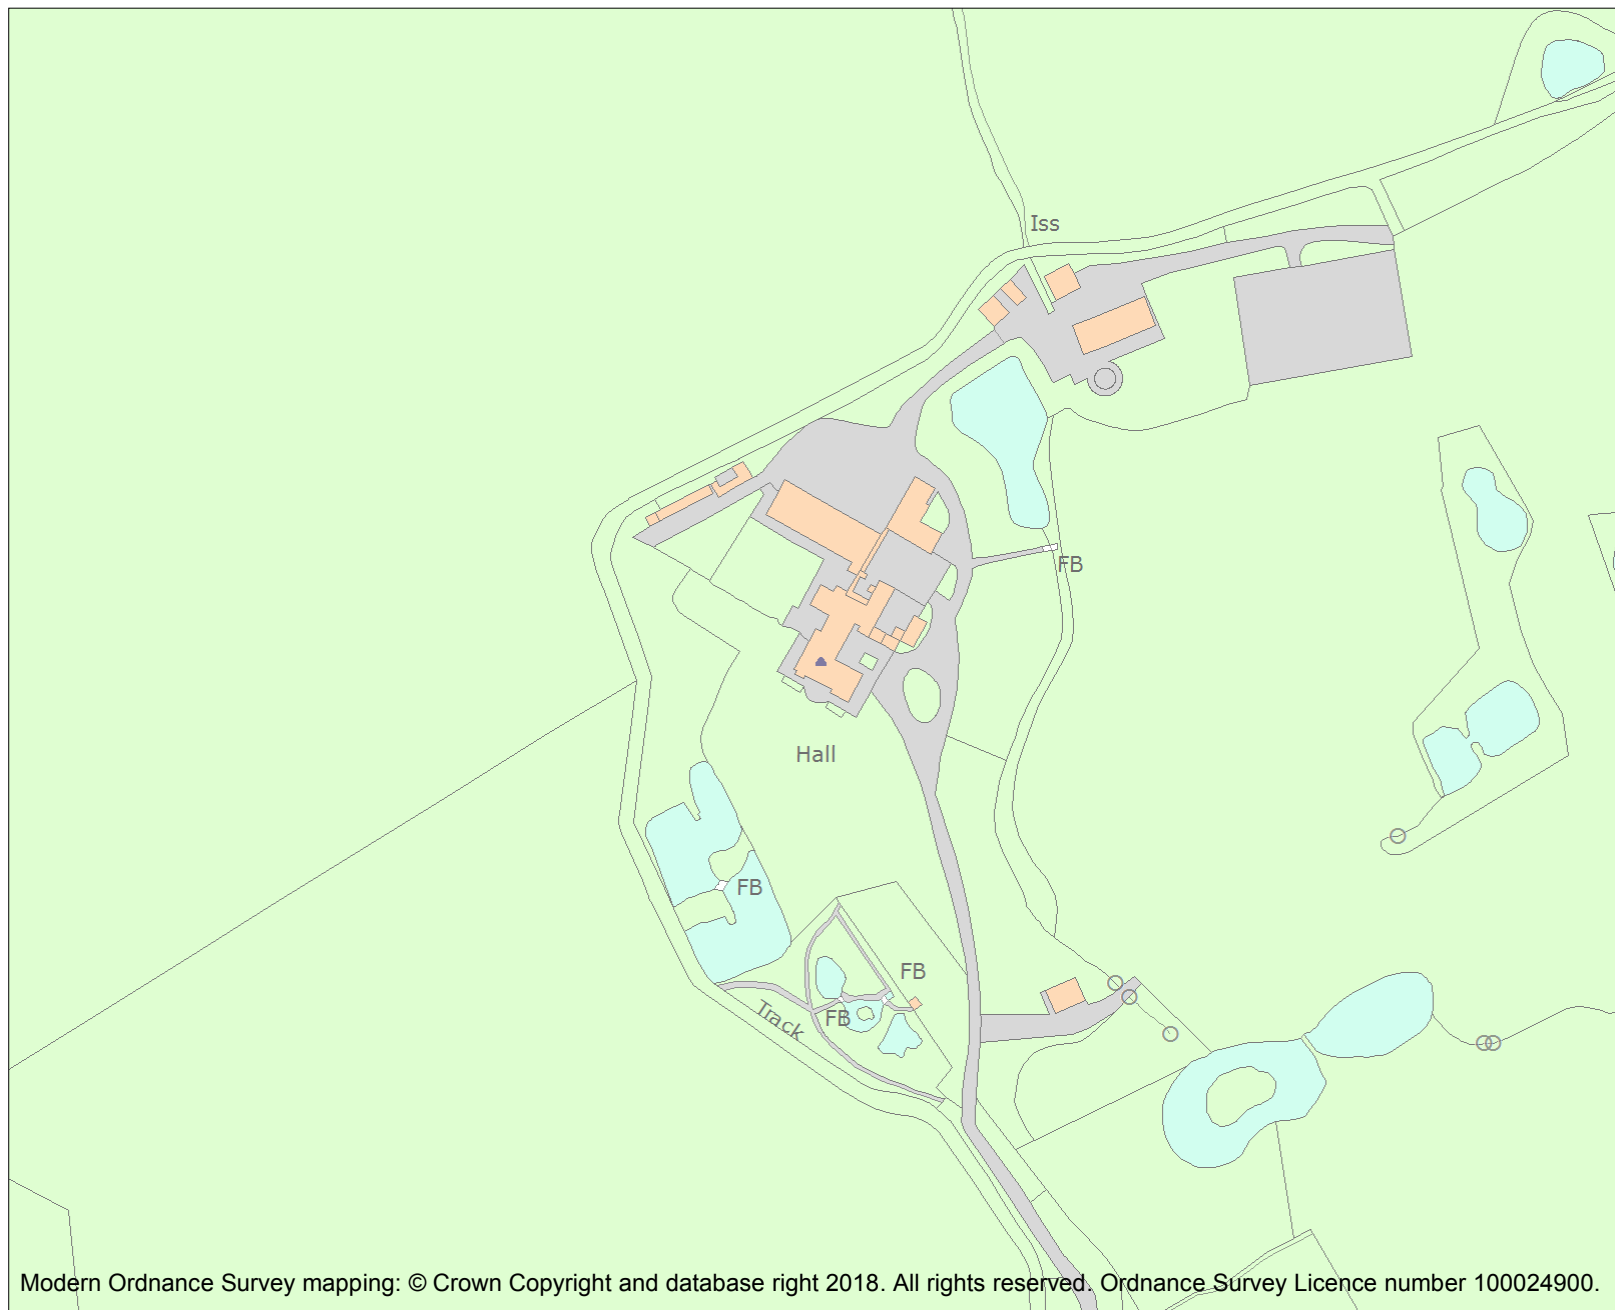 Iss
FB
Hall
FB
FB
FB
Track
Modern Ordnance Survey mapping: © Crown Copyright and database right 2018. All rights reserved. Ordnance Survey Licence number 100024900.